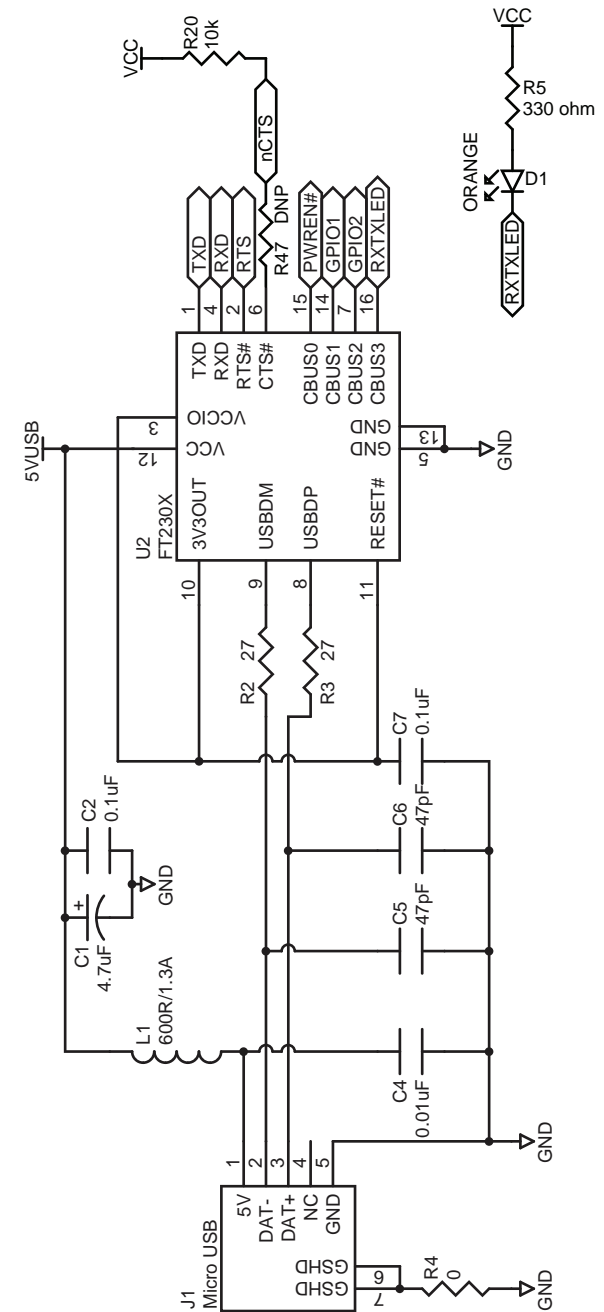 VCC
R20
10k
nCTS
R47
DNP
TXD
RXD
RTS
1
4
2
6
PWREN#
GPIO1
GPIO2
RXTXLED
15
14
7
16
VCC
R5
330 ohm
ORANGE
D1
RXTXLED
TXD
RXD
RTS#
CTS#
CBUS0
CBUS1
CBUS2
CBUS3
5VUSB
3
VCCIO
12
VCC
GND
13
GND
5
GND
U2
FT230X
3V3OUT
USBDM
USBDP
RESET#
10
9
8
11
R2
27
R3
27
C2
0.1uF
C1
+
4.7uF
GND
C7
0.1uF
C6
47pF
C5
47pF
L1
600R/1.3A
C4
0.01uF
GND
J1
Micro USB
1
2
3
4
5
5V
DAT-
DAT+
NC
GND
GSHD
6
GSHD
7
R4
0
GND